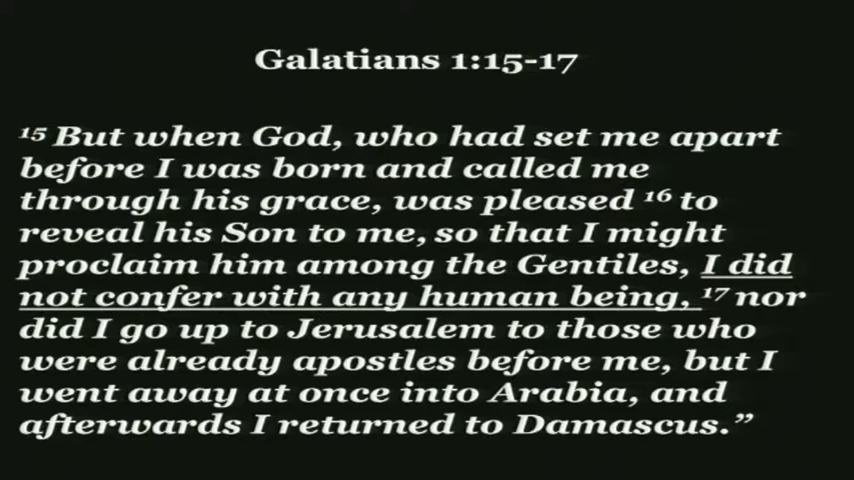 Galatians 1:15-17
¹⁵ But when God, who had set me apart
before I was born and called me
through his grace, was pleased ¹⁶ to
reveal his Son to me, so that I might
proclaim him among the Gentiles, I did
not confer with any human being, ¹⁷ nor
did I go up to Jerusalem to those who
were already apostles before me, but I
went away at once into Arabia, and
afterwards I returned to Damascus.”